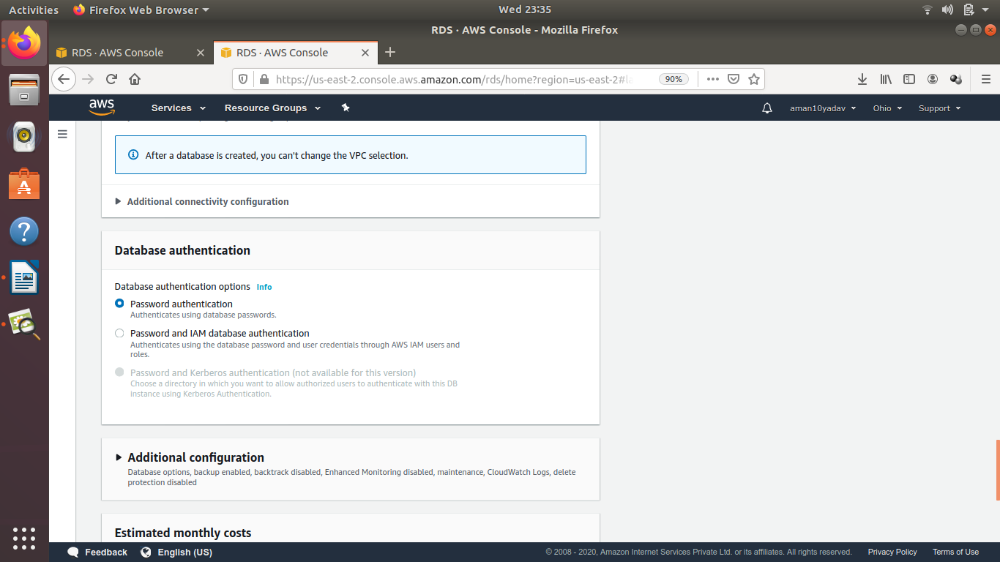 Activities
Firefox Web Browser
Wed 23:35
RDS · AWS Console - Mozilla Firefox
RDS · AWS Console
RDS · AWS Console
https://us-east-2.console.aws.amazon.com/rds/home?region=us-east-2#la
90%
aws
Services
Resource Groups
aman10yadav
Ohio
Support
After a database is created, you can't change the VPC selection.
Additional connectivity configuration
Database authentication
Database authentication options Info
Password authentication
Authenticates using database passwords.
Password and IAM database authentication
Authenticates using the database password and user credentials through AWS IAM users and
roles.
Password and Kerberos authentication (not available for this version)
Choose a directory in which you want to allow authorized users to authenticate with this DB
instance using Kerberos Authentication.
Additional configuration
Database options, backup enabled, backtrack disabled, Enhanced Monitoring disabled, maintenance, CloudWatch Logs, delete
protection disabled
Estimated monthly costs
Feedback
English (US)
© 2008 - 2020, Amazon Internet Services Private Ltd. or its affiliates. All rights reserved.
Privacy Policy
Terms of Use